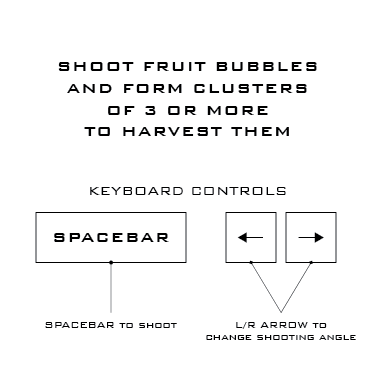 SHOOT FRUIT BUBBLES
AND FORM CLUSTERS
OF 3 OR MORE
TO HARVEST THEM
KEYBOARD CONTROLS
SPACEBAR
SPACEBAR to SHOOT
L/R ARROW to
CHANGE SHOOTING ANGLE